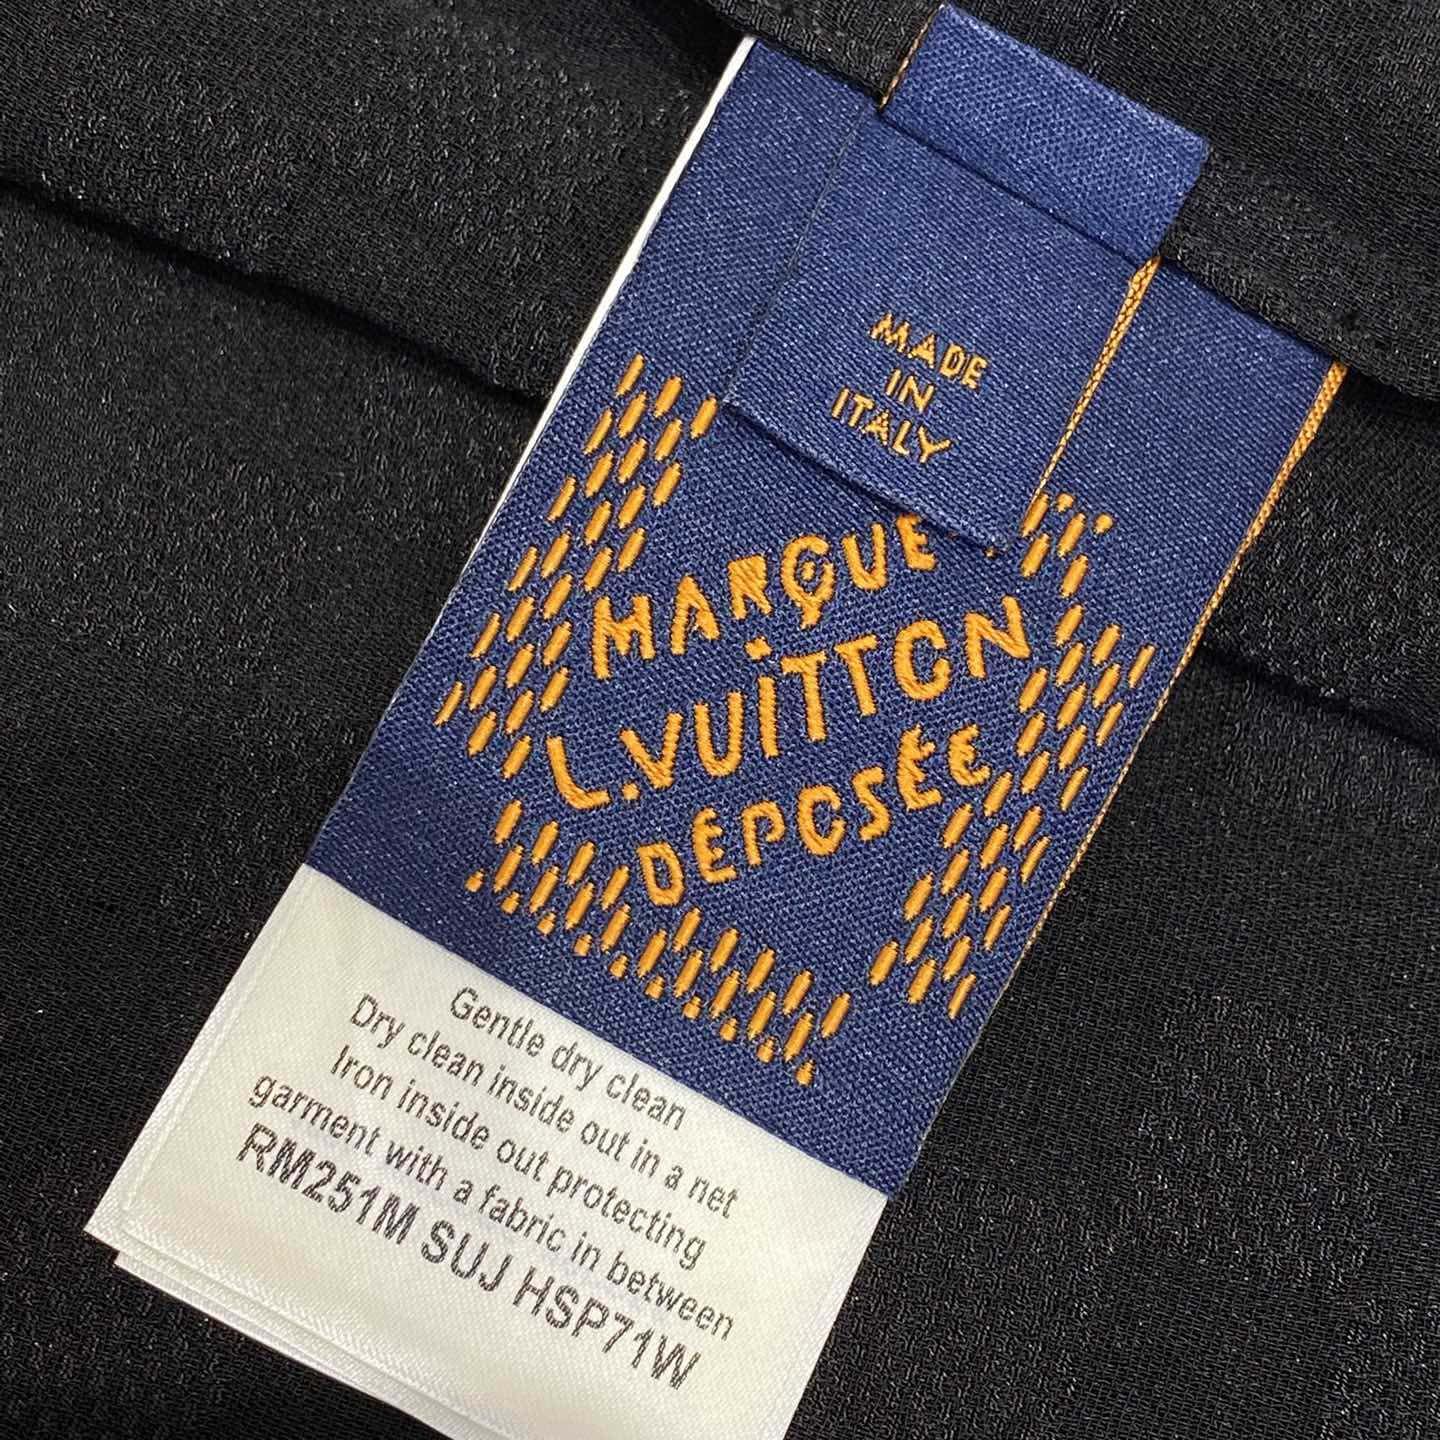 MADE
IN
ITALY
MARQUE
L.VUITTON
DÉPOSÉE
Gentle dry clean
Dry clean inside out in a net
Iron inside out protecting
garment with a fabric in between
RM251M SUJ HSP71W